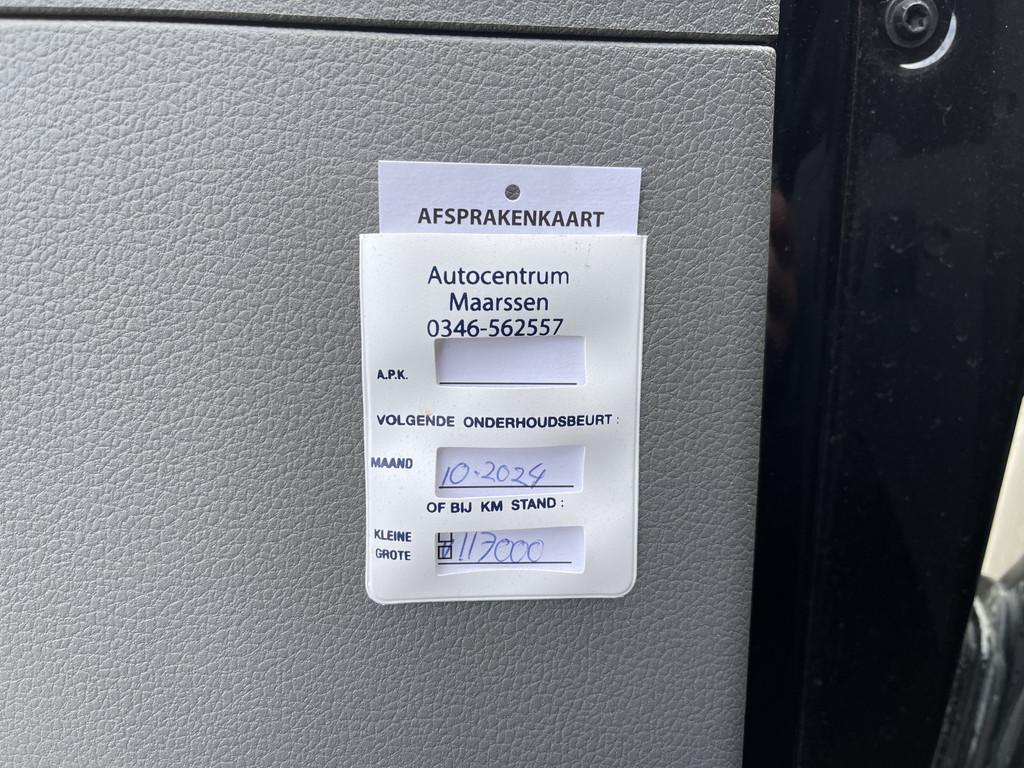 AFSPRAKENKAART
Autocentrum
Maarssen
0346-562557
A.P.K.
VOLGENDE ONDERHOUDSBEURT:
MAAND 10-2024
OF BIJ KM STAND:
KLEINE
GROTE 117000